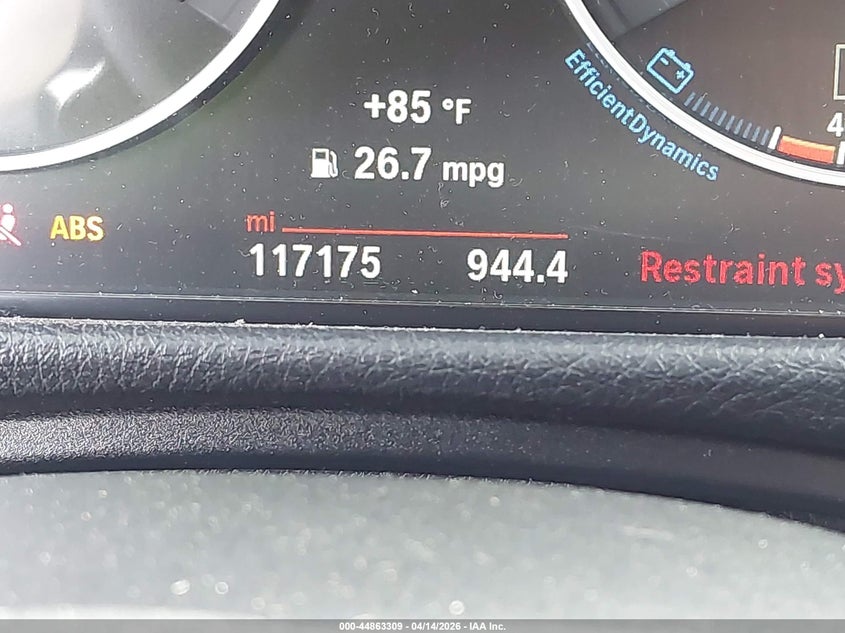 +85 °F
EfficientDynamics
26.7 mpg
4
ABS
mi
117175 944.4
Restraint sy
000-44863309 - 04/14/2026 - IAA Inc.